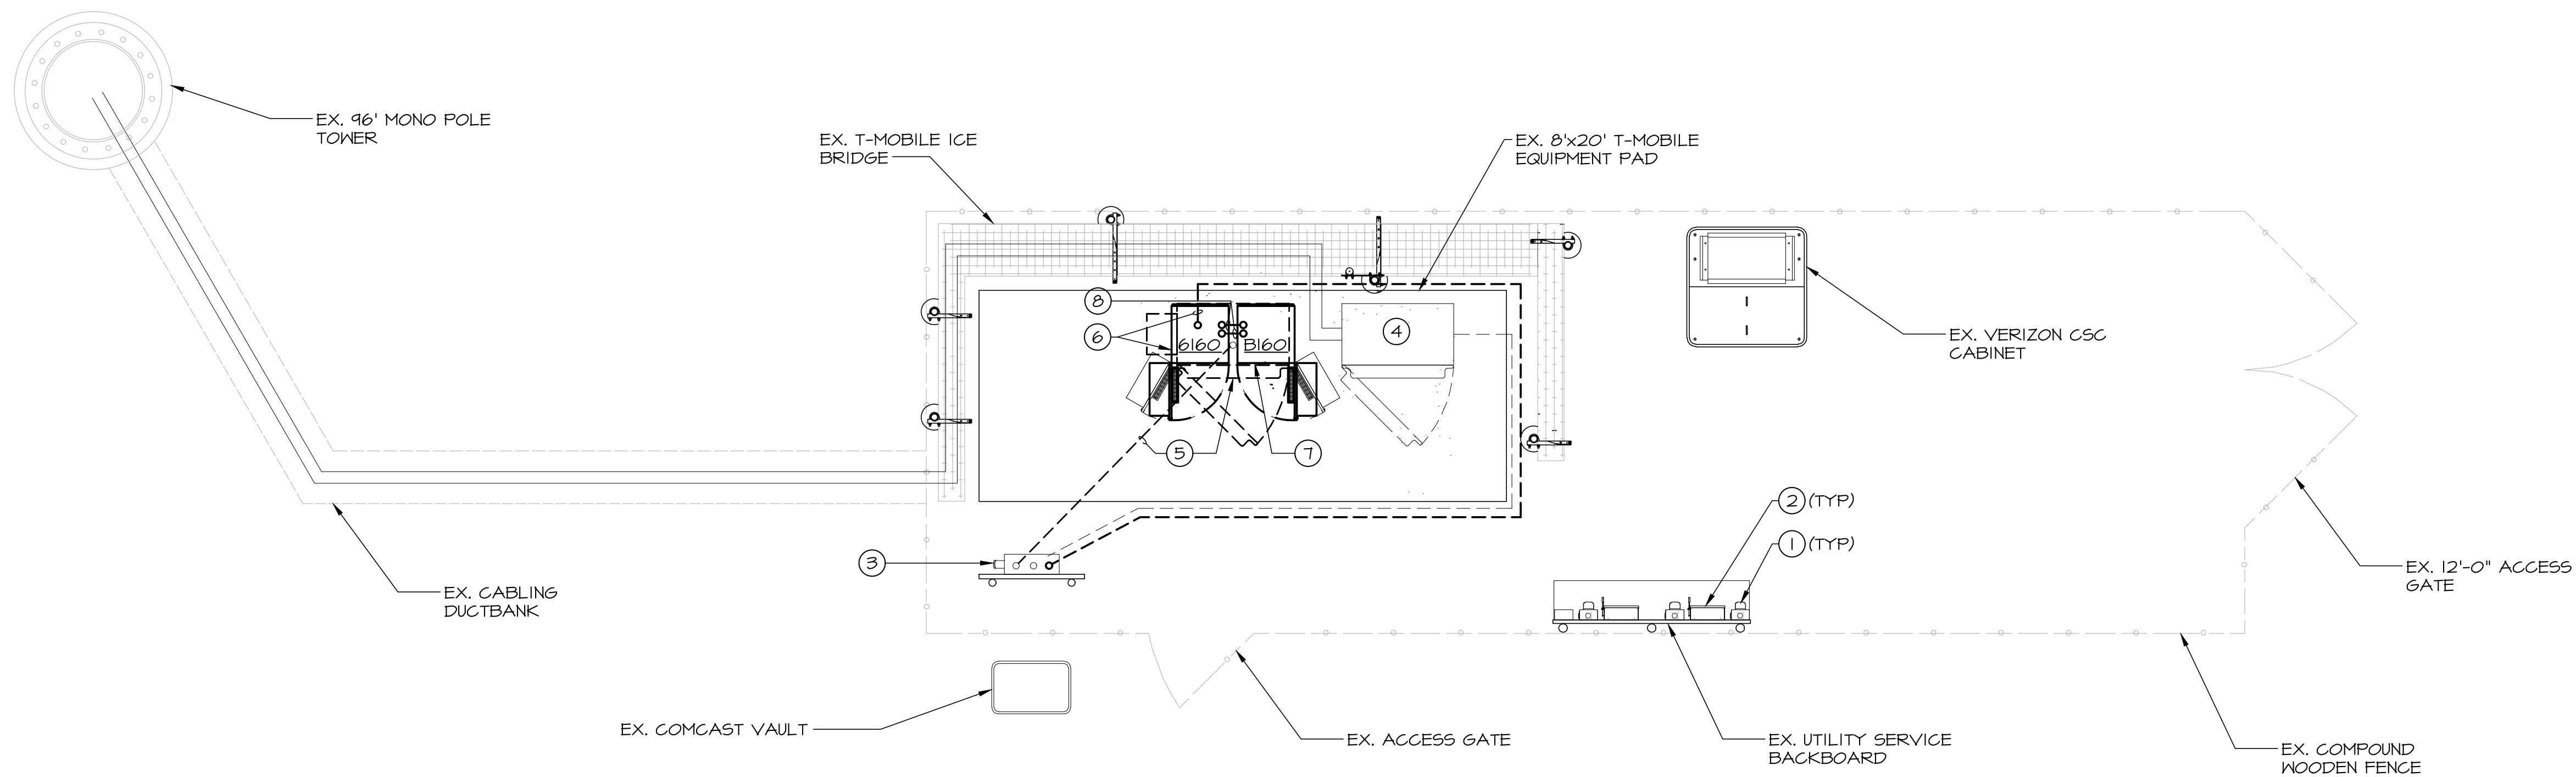 EX. 96' MONO POLE
TOWER
EX. T-MOBILE ICE
BRIDGE
EX. 8'x20' T-MOBILE
EQUIPMENT PAD
8
6
6160
B160
4
EX. VERIZON CSC
CABINET
5
7
2 (TYP)
1 (TYP)
3
EX. CABLING
DUCTBANK
EX. 12'-0" ACCESS
GATE
EX. COMCAST VAULT
EX. ACCESS GATE
EX. UTILITY SERVICE
BACKBOARD
EX. COMPOUND
WOODEN FENCE